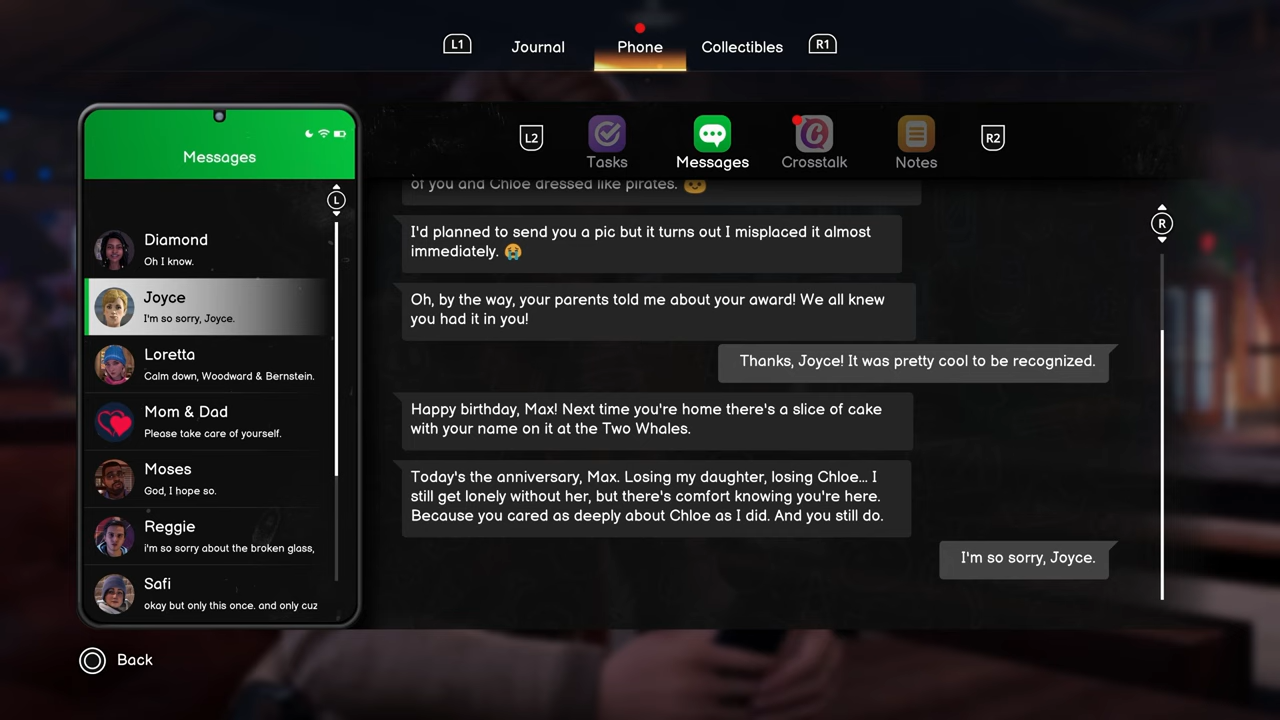 L1
Journal
Phone
Collectibles
R1
Messages
L
Diamond
Oh I know.
Joyce
I'm so sorry, Joyce.
Loretta
Calm down, Woodward & Bernstein.
Mom & Dad
Please take care of yourself.
Moses
God, I hope so.
Reggie
i'm so sorry about the broken glass,
Safi
okay but only this once. and only cuz
L2
Tasks
Messages
Crosstalk
Notes
R2
of you and Chloe dressed like pirates. 🙂
I'd planned to send you a pic but it turns out I misplaced it almost
immediately. 😭
Oh, by the way, your parents told me about your award! We all knew
you had it in you!
Thanks, Joyce! It was pretty cool to be recognized.
Happy birthday, Max! Next time you're home there's a slice of cake
with your name on it at the Two Whales.
Today's the anniversary, Max. Losing my daughter, losing Chloe... I
still get lonely without her, but there's comfort knowing you're here.
Because you cared as deeply about Chloe as I did. And you still do.
I'm so sorry, Joyce.
R
Back